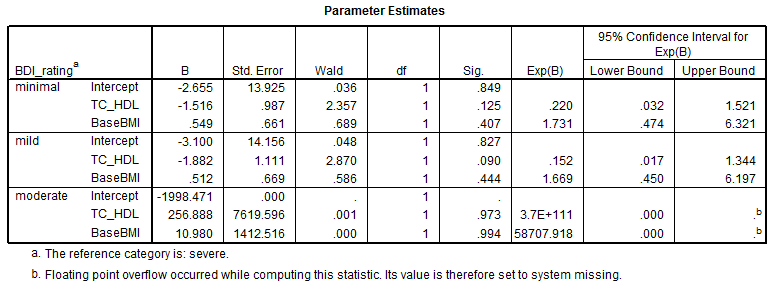 Parameter Estimates
95% Confidence Interval for Exp(B)
BDI_rating^a B Std. Error Wald df Sig. Exp(B) Lower Bound Upper Bound
minimal Intercept -2.655 13.925 .036 1 .849
TC_HDL -1.516 .987 2.357 1 .125 .220 .032 1.521
BaseBMI .549 .661 .689 1 .407 1.731 .474 6.321
mild Intercept -3.100 14.156 .048 1 .827
TC_HDL -1.882 1.111 2.870 1 .090 .152 .017 1.344
BaseBMI .512 .669 .586 1 .444 1.669 .450 6.197
moderate Intercept -1998.471 .000 . 1 .
TC_HDL 256.888 7619.596 .001 1 .973 3.7E+111 .000 .^b
BaseBMI 10.980 1412.516 .000 1 .994 58707.918 .000 .^b
a. The reference category is: severe.
b. Floating point overflow occurred while computing this statistic. Its value is therefore set to system missing.